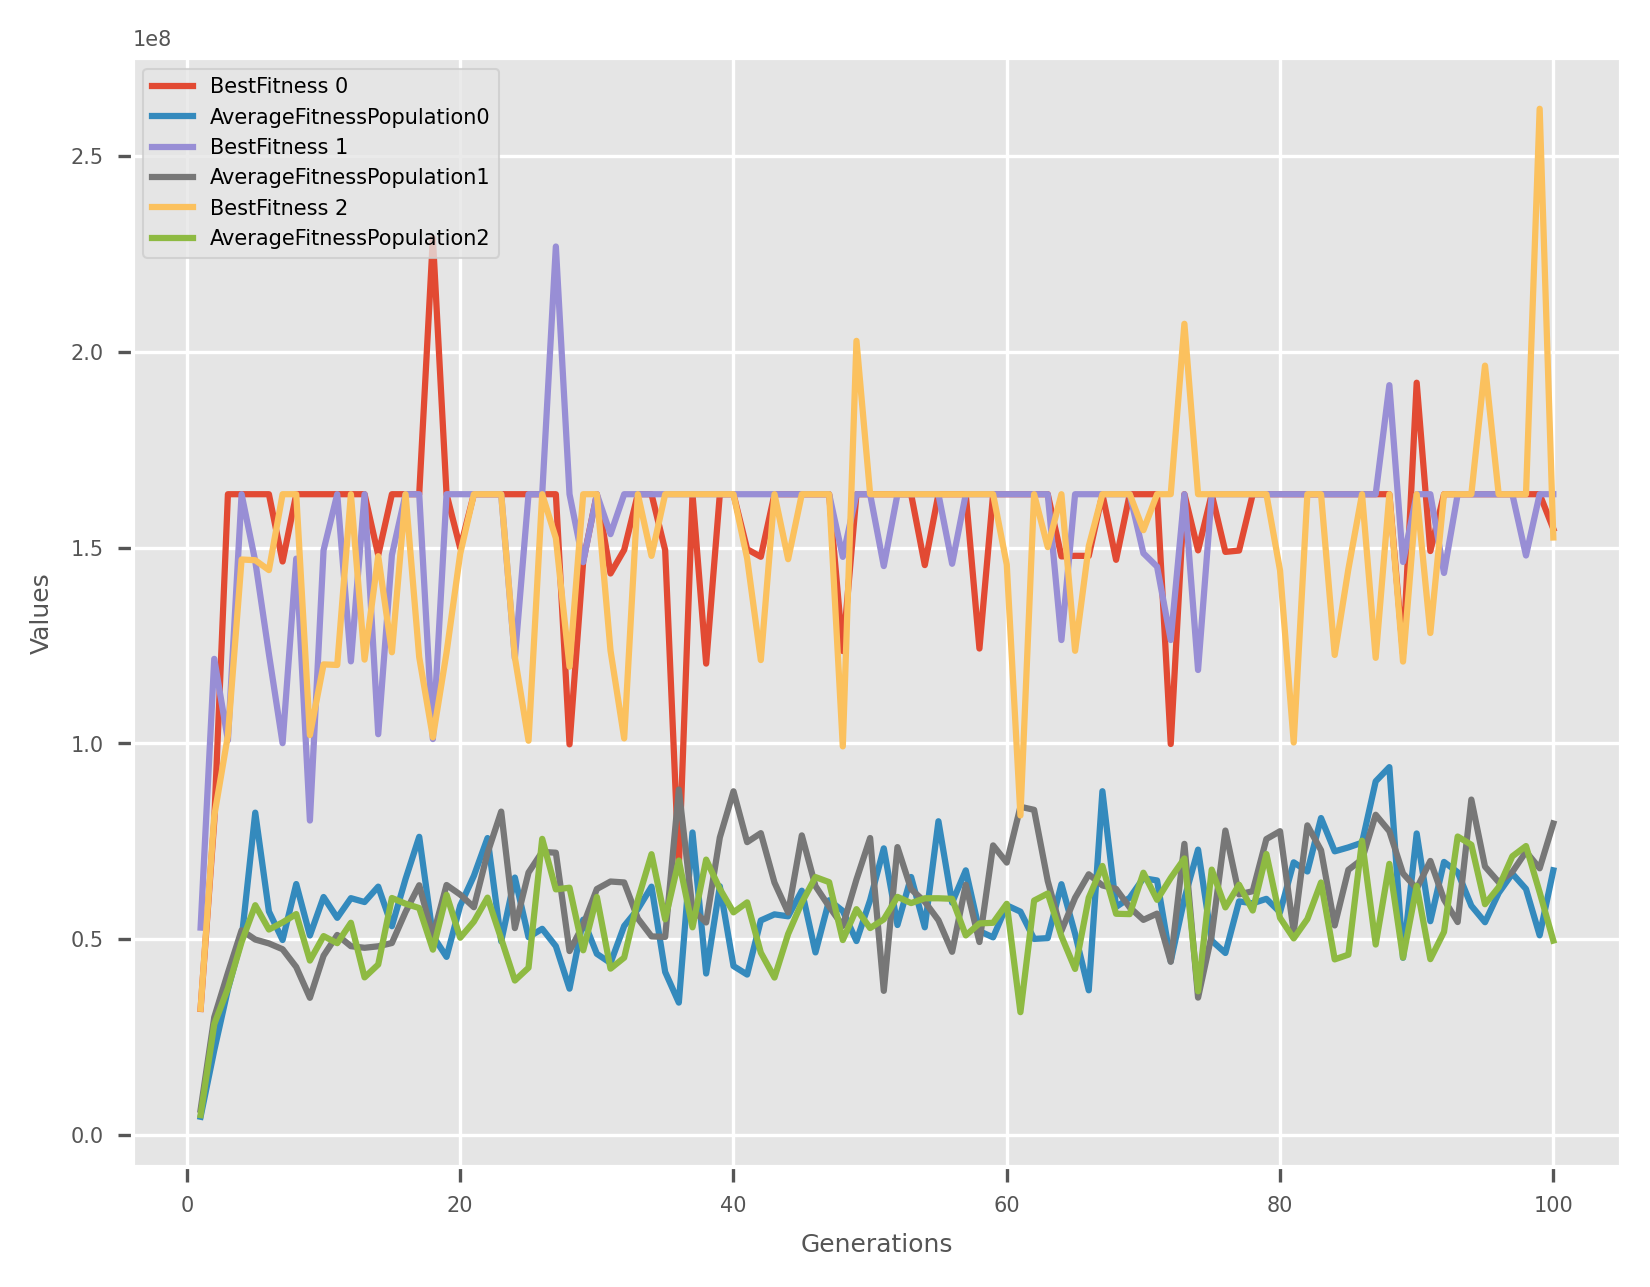 1e8
BestFitness 0
AverageFitnessPopulation0
BestFitness 1
AverageFitnessPopulation1
BestFitness 2
AverageFitnessPopulation2
2.5
2.0
1.5
1.0
0.5
0.0
Values
0 20 40 60 80 100
Generations